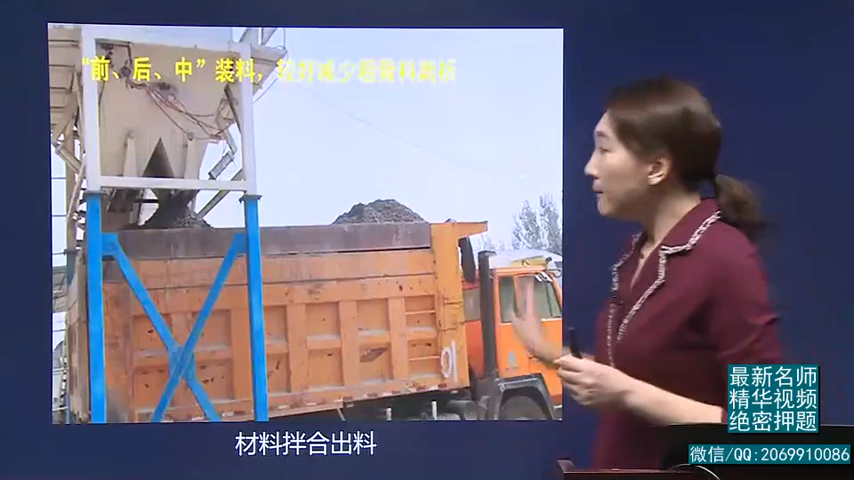 “前、后、中”装料，较好减少粗骨料离析
01
材料拌合出料
最新名师
精华视频
绝密押题
微信/QQ:2069910086